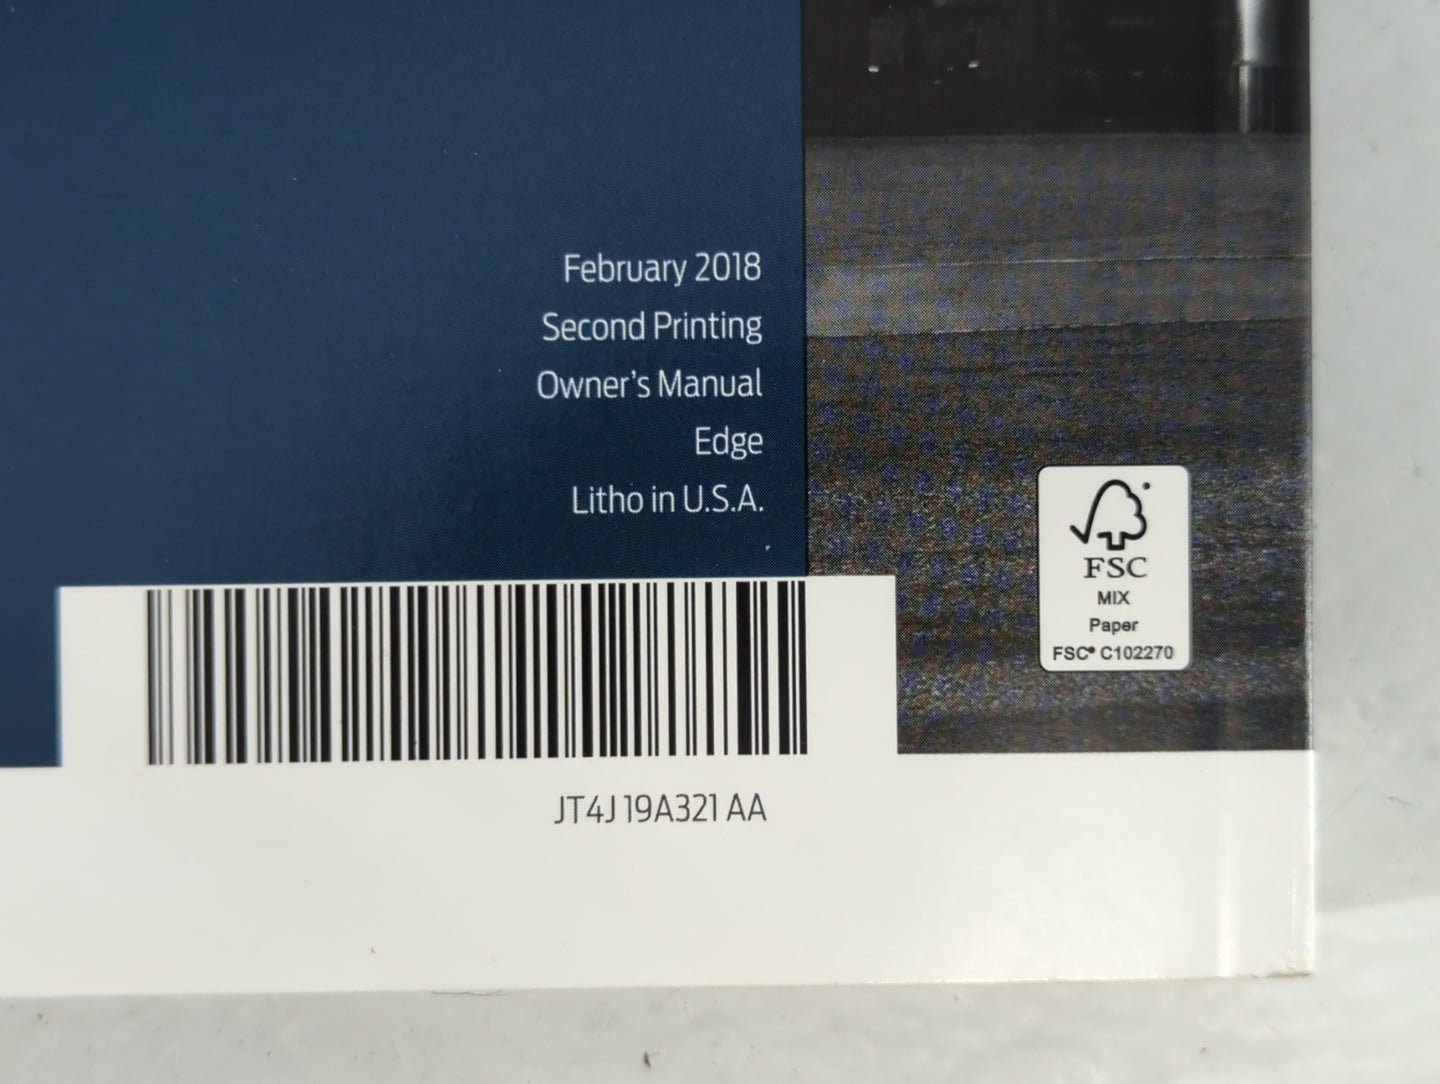 February 2018
Second Printing
Owner's Manual
Edge
Litho in U.S.A.
FSC
MIX
Paper
FSC® C102270
JT4J 19A321 AA